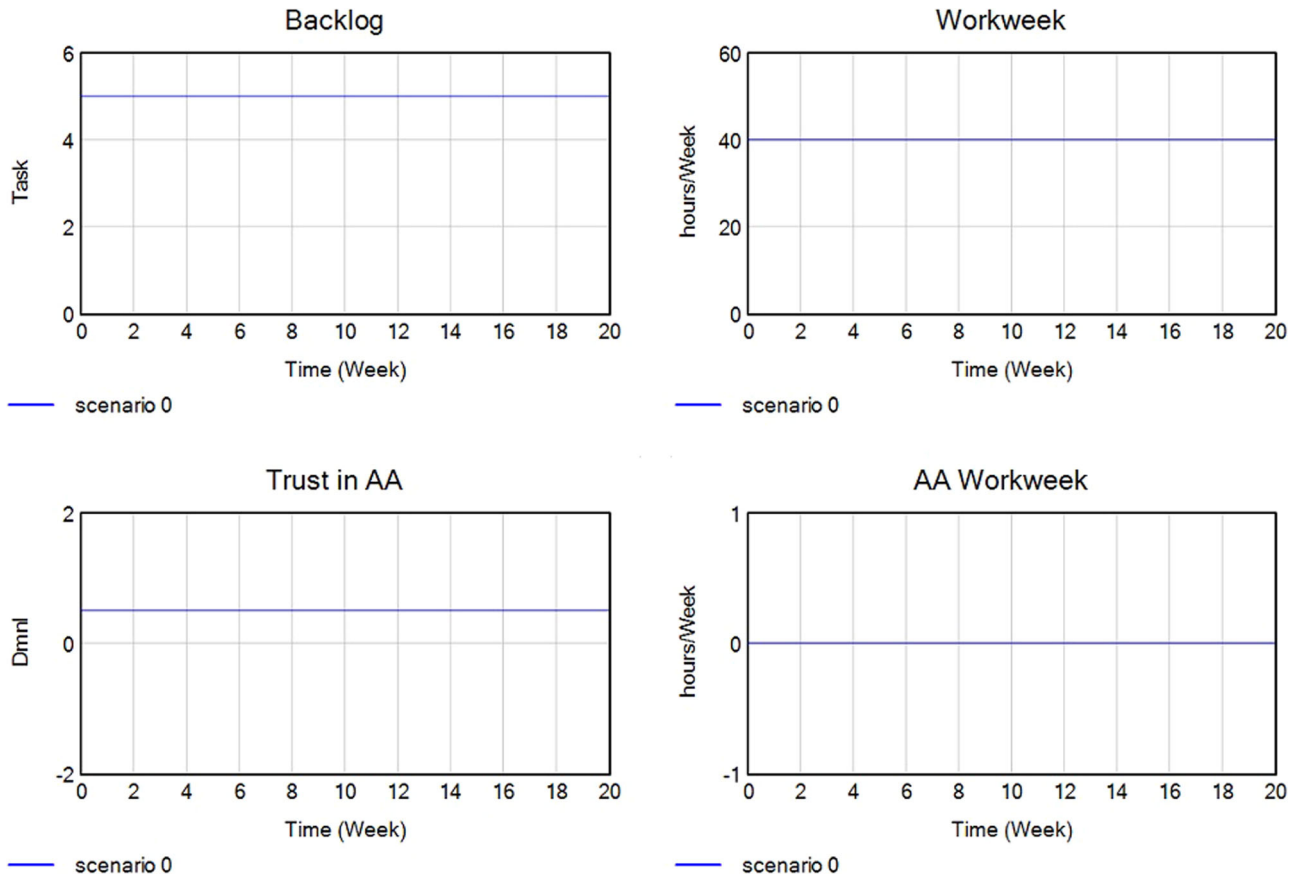 Backlog
6
4
2
0
Task
0 2 4 6 8 10 12 14 16 18 20
Time (Week)
scenario 0
Workweek
60
40
20
0
hours/Week
0 2 4 6 8 10 12 14 16 18 20
Time (Week)
scenario 0
Trust in AA
2
0
-2
Dmnl
0 2 4 6 8 10 12 14 16 18 20
Time (Week)
scenario 0
AA Workweek
1
0
-1
hours/Week
0 2 4 6 8 10 12 14 16 18 20
Time (Week)
scenario 0